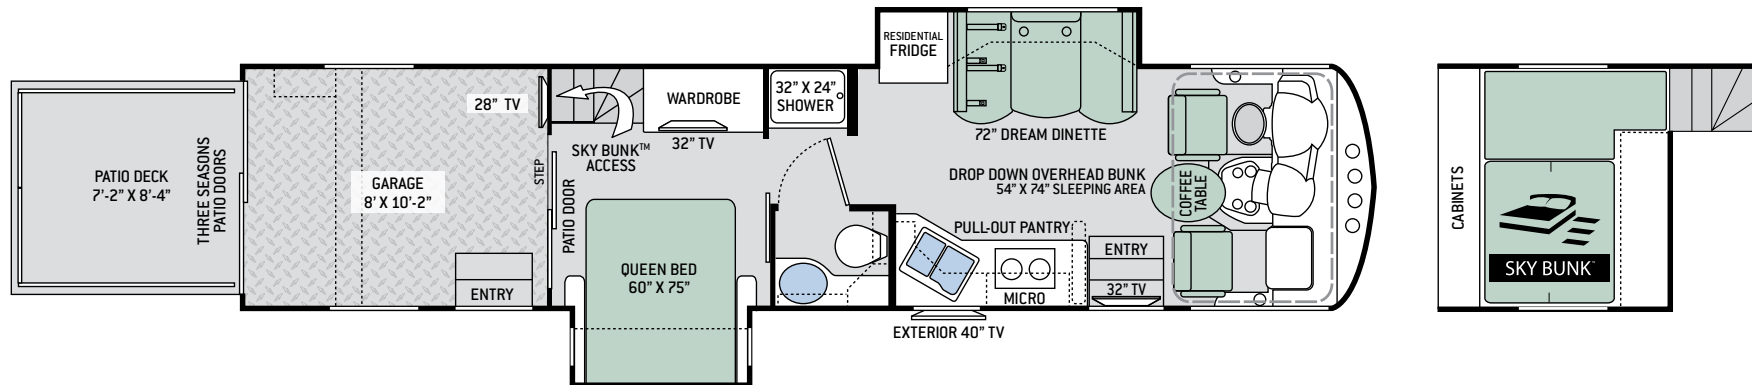 PATIO DECK
7'-2" X 8'-4"
THREE SEASONS
PATIO DOORS
GARAGE
8' X 10'-2"
28" TV
ENTRY
STEP
PATIO DOOR
SKY BUNK™
ACCESS
WARDROBE
32" TV
32" X 24"
SHOWER
QUEEN BED
60" X 75"
RESIDENTIAL
FRIDGE
72" DREAM DINETTE
DROP DOWN OVERHEAD BUNK
54" X 74" SLEEPING AREA
COFFEE
TABLE
PULL-OUT PANTRY
MICRO
ENTRY
32" TV
EXTERIOR 40" TV
CABINETS
SKY BUNK™